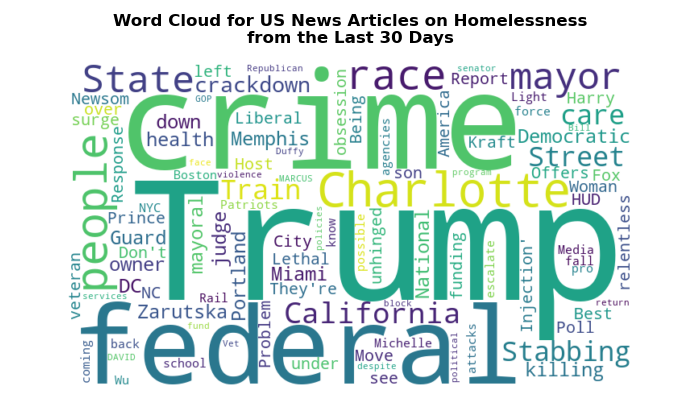 Word Cloud for US News Articles on Homelessness
from the Last 30 Days
senator
Republican
State
left
crackdown
race
mayor
Report
Newsom
GOP
obsession
Light
Harry
over
surge
down
Liberal
Being
America
force
care
crime
health
Memphis
agencies
Kraft
Democratic
Bill
people
Response
Duffy
Street
face
Host
son
Offers
Fox
Boston
violence
MARCUS
program
Woman
Train
Charlotte
HUD
NYC
Patriots
Prince
mayoral
judge
Trump
policies
know
possible
unhinged
National
funding
escalate
relentless
Guard
Portland
City
Don't
Lethal
Media
fall
owner
Miami
They're
pro
veteran
DC
NC
Injection'
services
Rail
block
return
Zarutska
California
Best
fund
Problem
Poll
federal
back
Vet
Michelle
political
attacks
Stabbing
coming
DAVID
school
under
Move
despite
killing
Wu
see